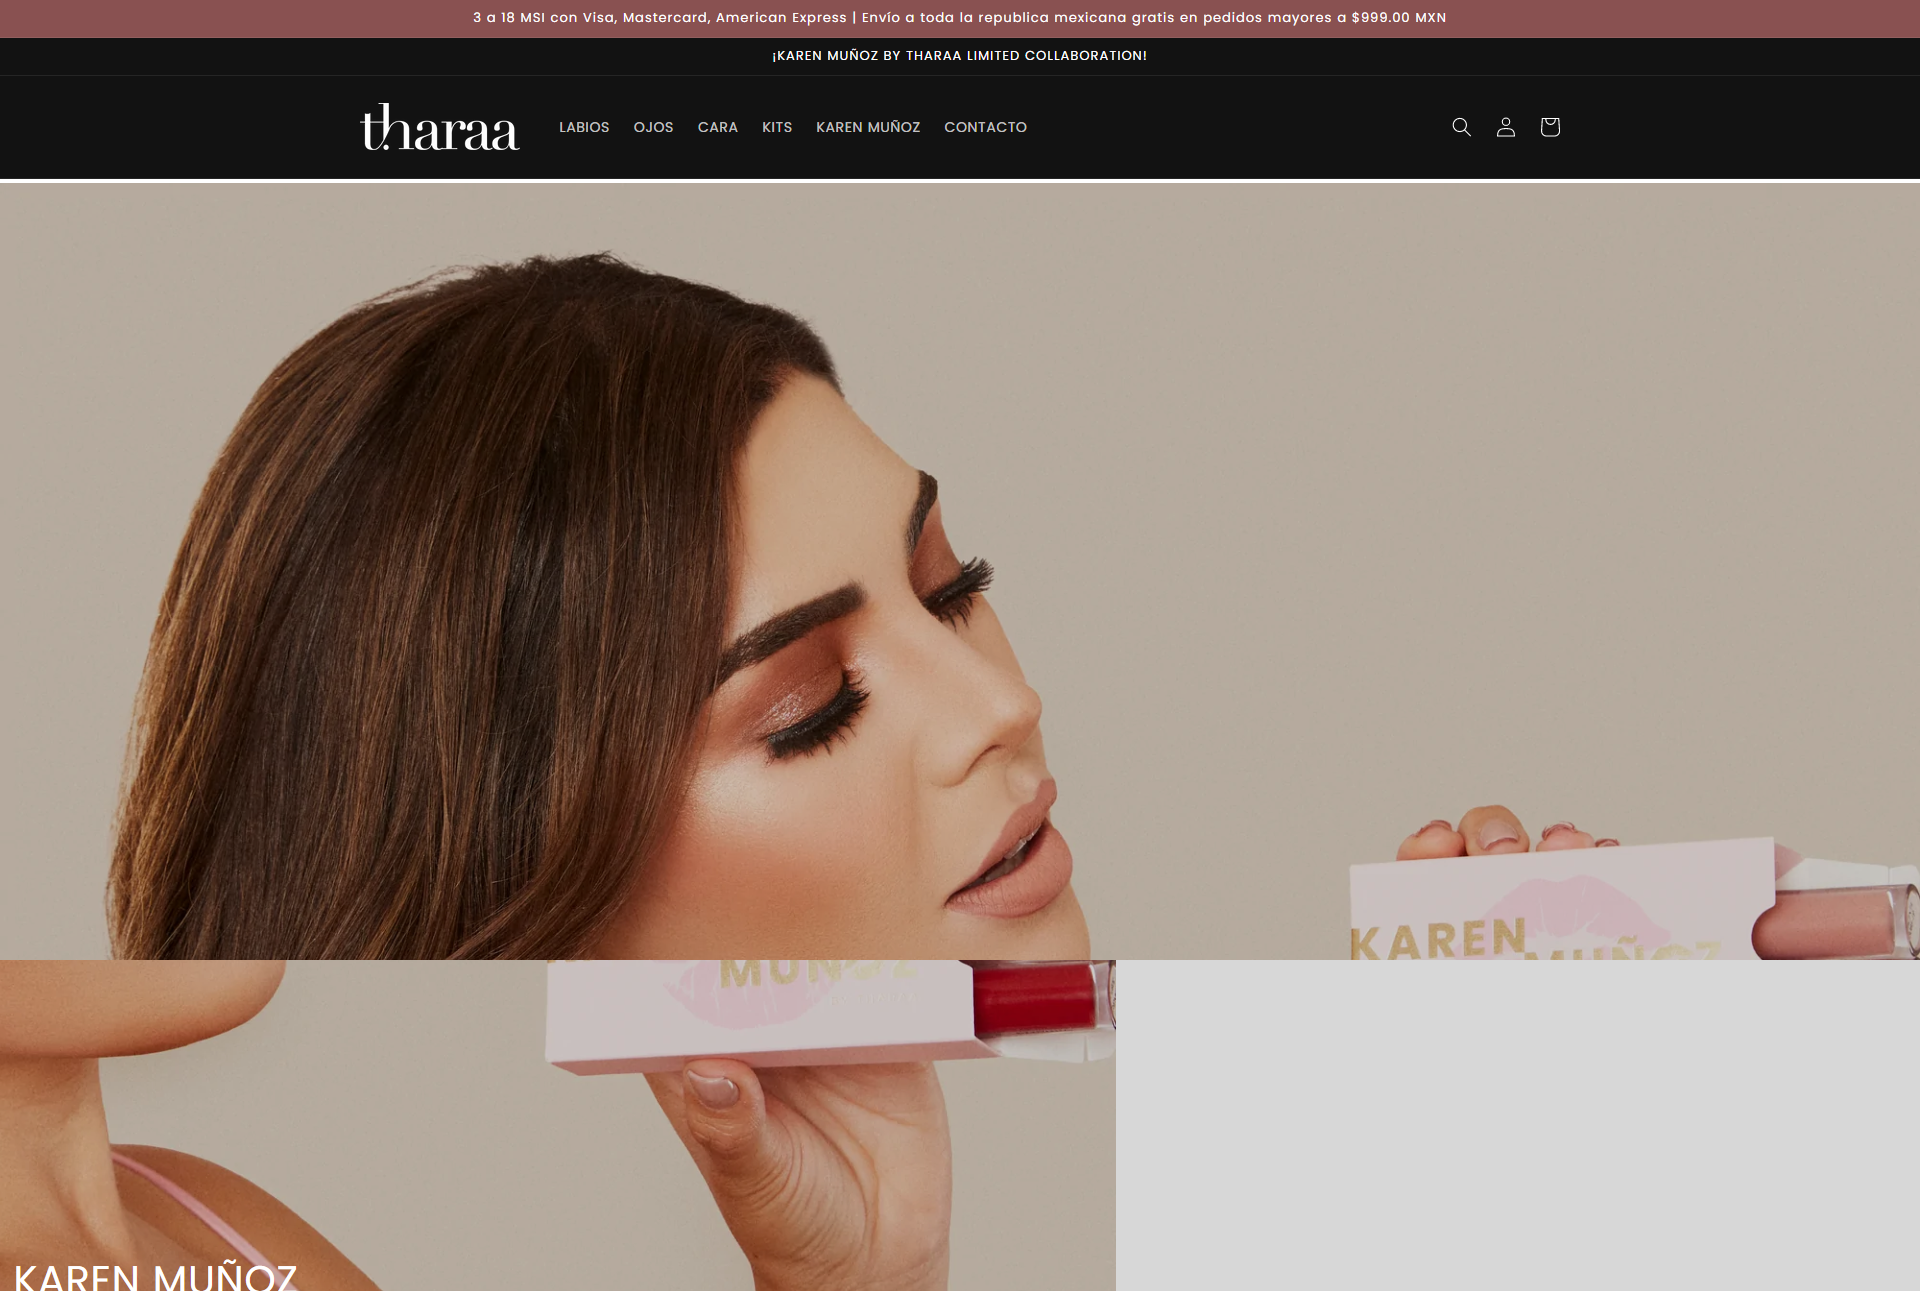 3 a 18 MSI con Visa, Mastercard, American Express | Envío a toda la republica mexicana gratis en pedidos mayores a $999.00 MXN
¡KAREN MUÑOZ BY THARAA LIMITED COLLABORATION!
tharaa
LABIOS OJOS CARA KITS KAREN MUÑOZ CONTACTO
KAREN
MUÑOZ
MUÑOZ
KAREN MUÑOZ